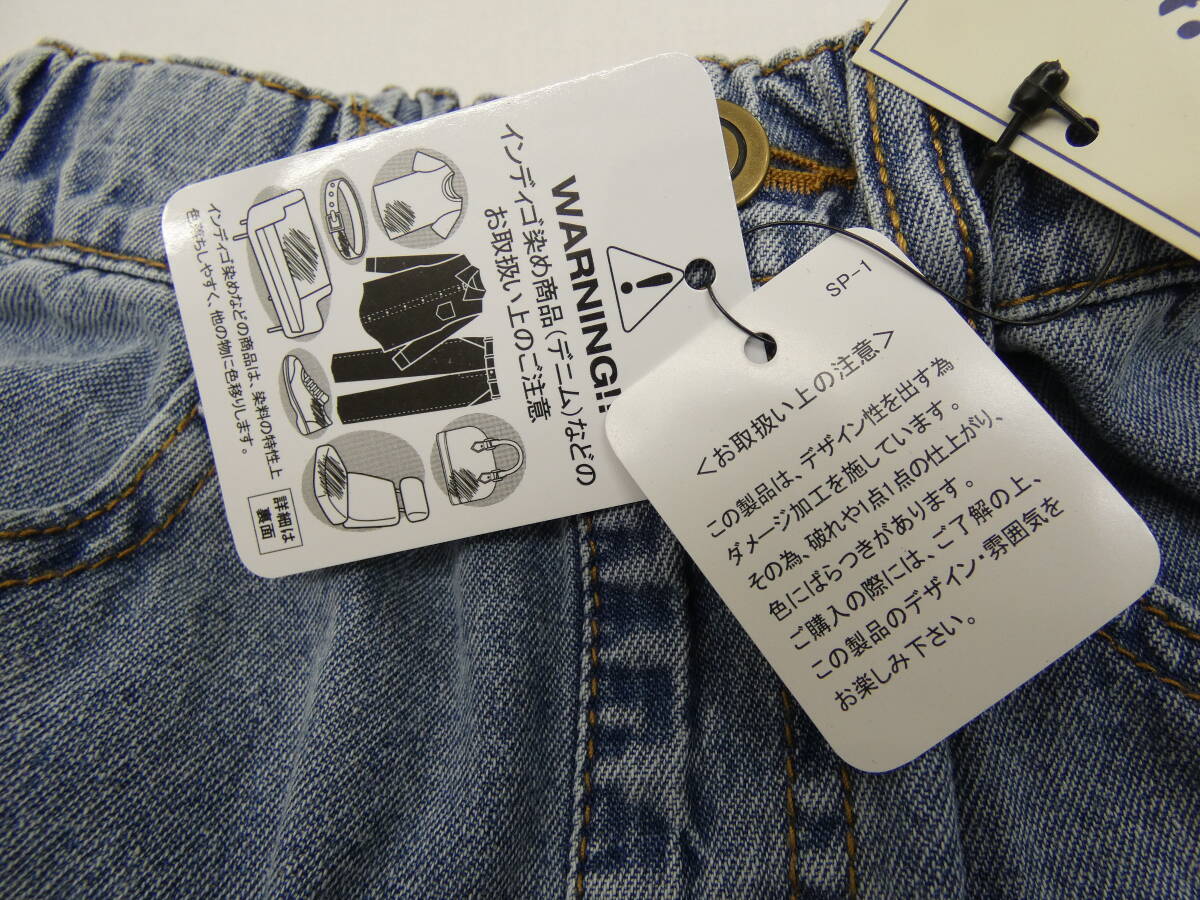 WARNING!!
インディゴ染め商品(デニム)などの
お取扱い上のご注意
インディゴ染めなどの商品は、染料の特性上
色落ちしやすく、他の物に色移りします。
詳細は
裏面
SP-1
<お取扱い上の注意>
この製品は、デザイン性を出す為
ダメージ加工を施しています。
その為、破れや1点1点の仕上がり、
色にばらつきがあります。
ご購入の際には、ご了解の上、
この製品のデザイン・雰囲気を
お楽しみ下さい。